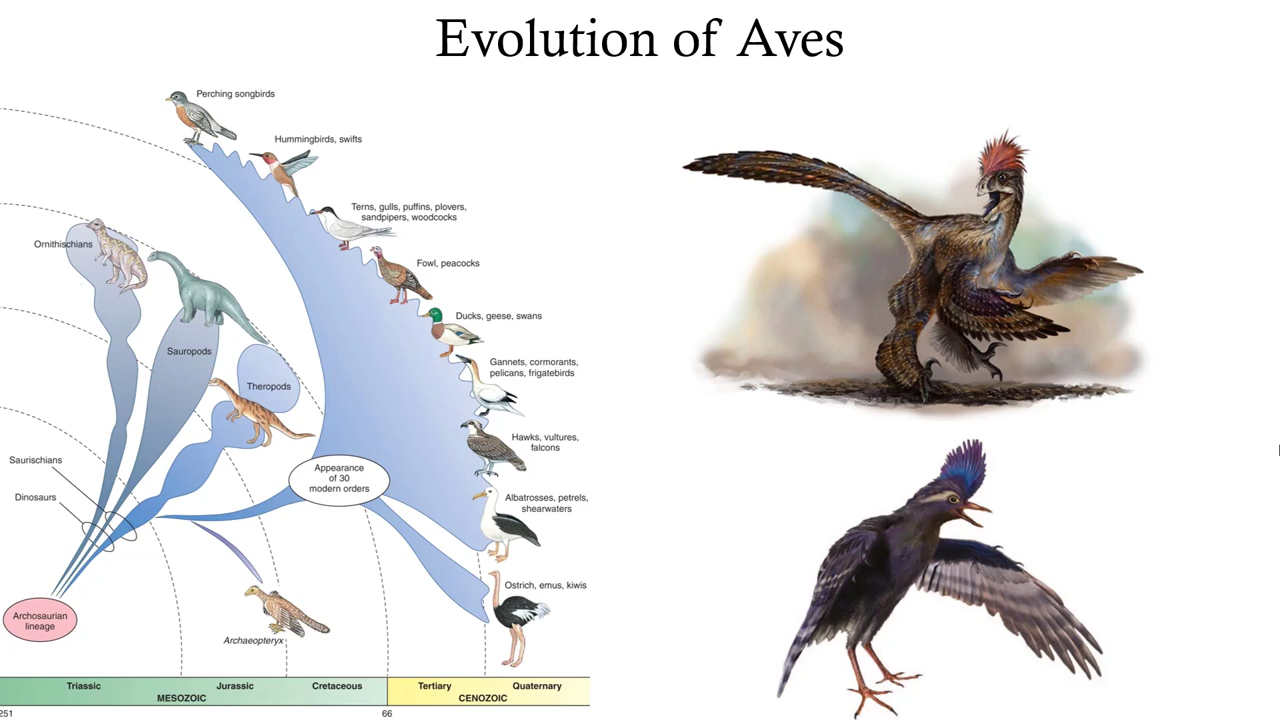 Evolution of Aves
Perching songbirds
Hummingbirds, swifts
Terns, gulls, puffins, plovers,
sandpipers, woodcocks
Ornithischians
Fowl, peacocks
Ducks, geese, swans
Sauropods
Gannets, cormorants,
pelicans, frigatebirds
Theropods
Hawks, vultures,
falcons
Saurischians
Appearance
of 30
modern orders
Dinosaurs
Albatrosses, petrels,
shearwaters
Ostrich, emus, kiwis
Archosaurian
lineage
Archaeopteryx
Triassic
Jurassic
Cretaceous
Tertiary
Quaternary
MESOZOIC
CENOZOIC
251
66